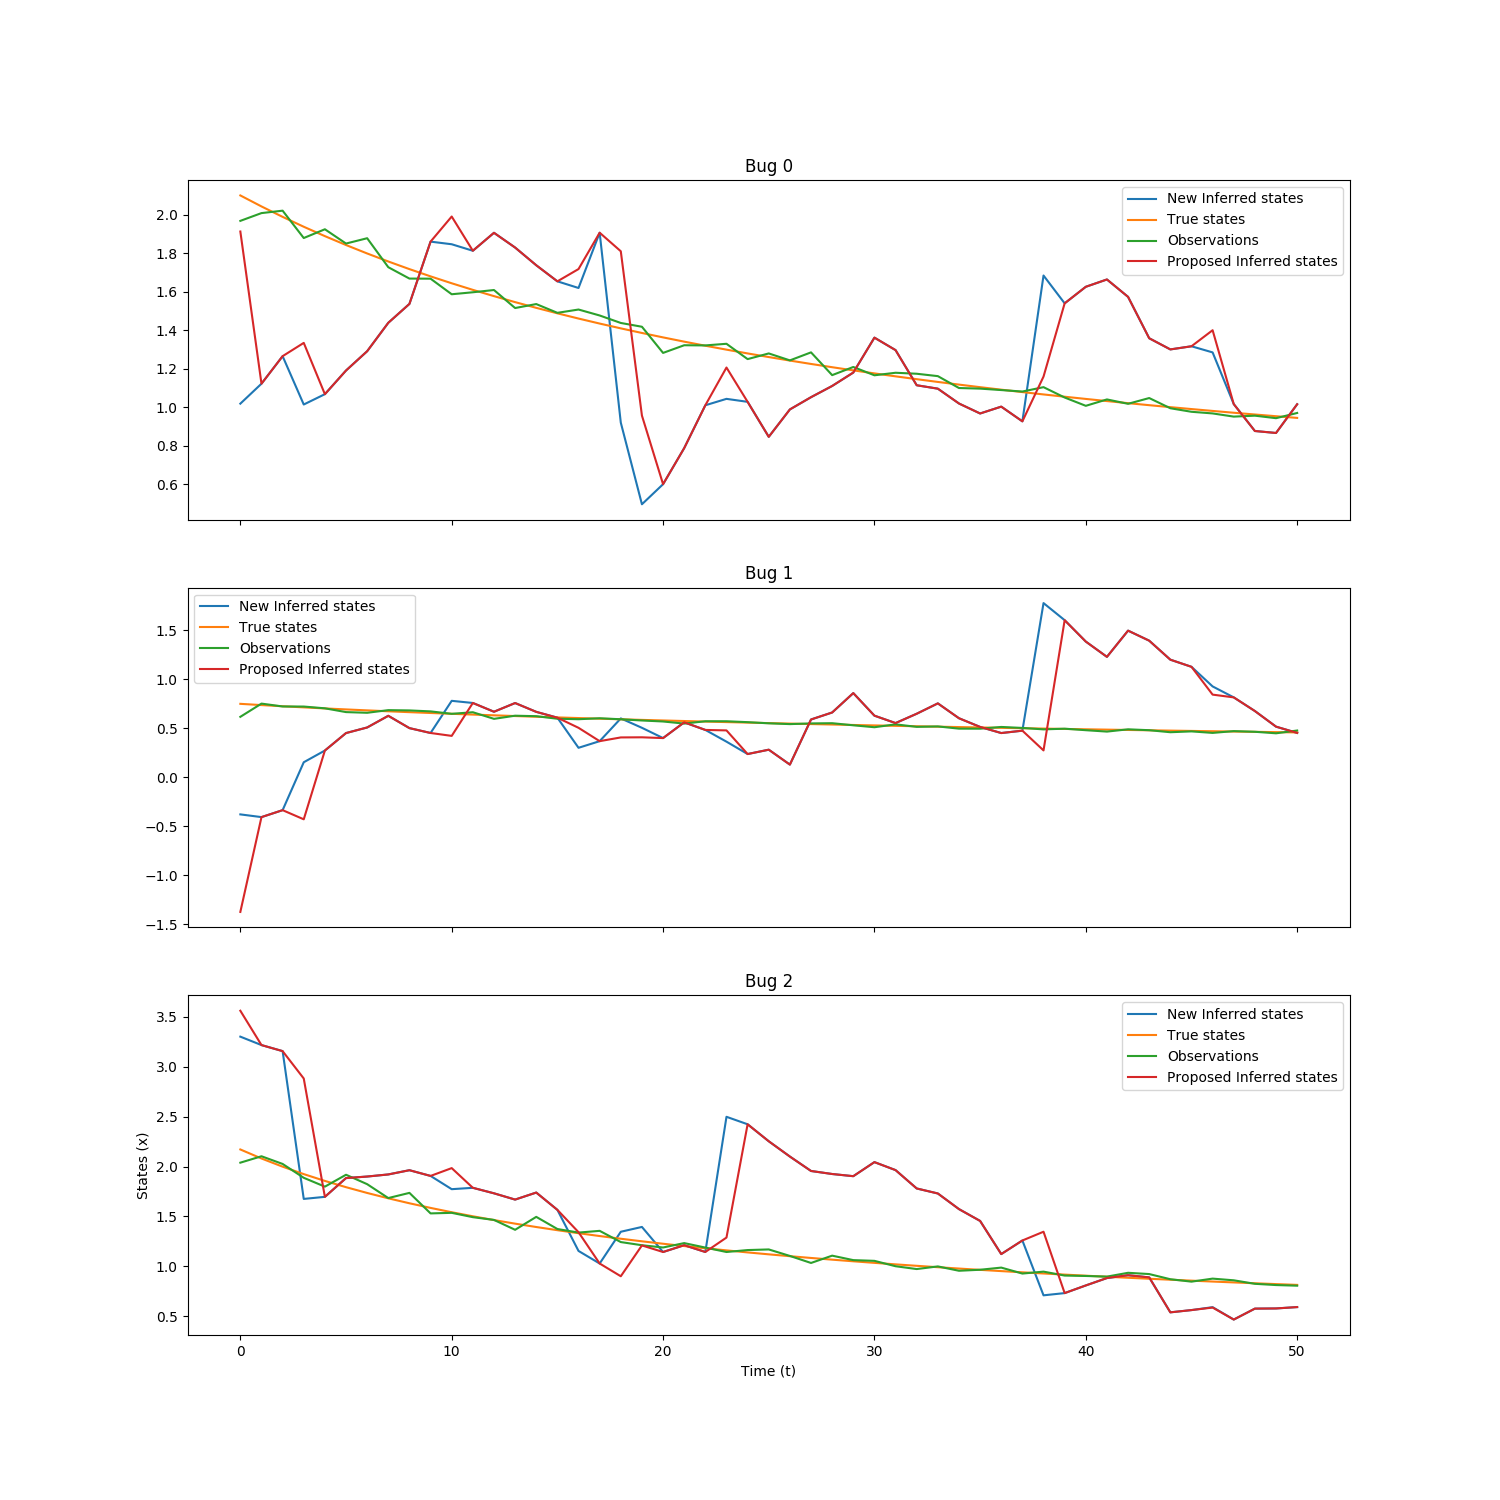 Bug 0
2.0
1.8
1.6
1.4
1.2
1.0
0.8
0.6
New Inferred states
True states
Observations
Proposed Inferred states
Bug 1
1.5
1.0
0.5
0.0
−0.5
−1.0
−1.5
New Inferred states
True states
Observations
Proposed Inferred states
Bug 2
3.5
3.0
2.5
2.0
1.5
1.0
0.5
States (x)
New Inferred states
True states
Observations
Proposed Inferred states
0 10 20 30 40 50
Time (t)